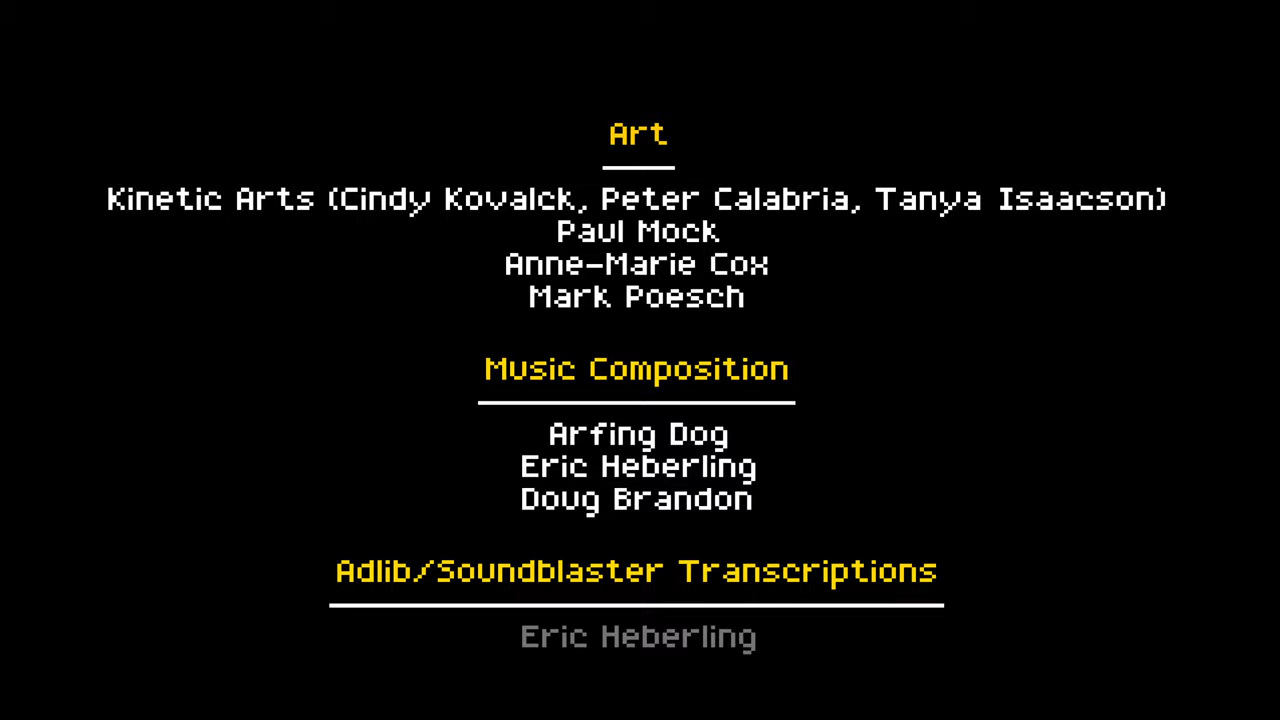 Art
Kinetic Arts (Cindy Kovalck, Peter Calabria, Tanya Isaacson)
Paul Mock
Anne-Marie Cox
Mark Poesch
Music Composition
Arfing Dog
Eric Heberling
Doug Brandon
Adlib/Soundblaster Transcriptions
Eric Heberling